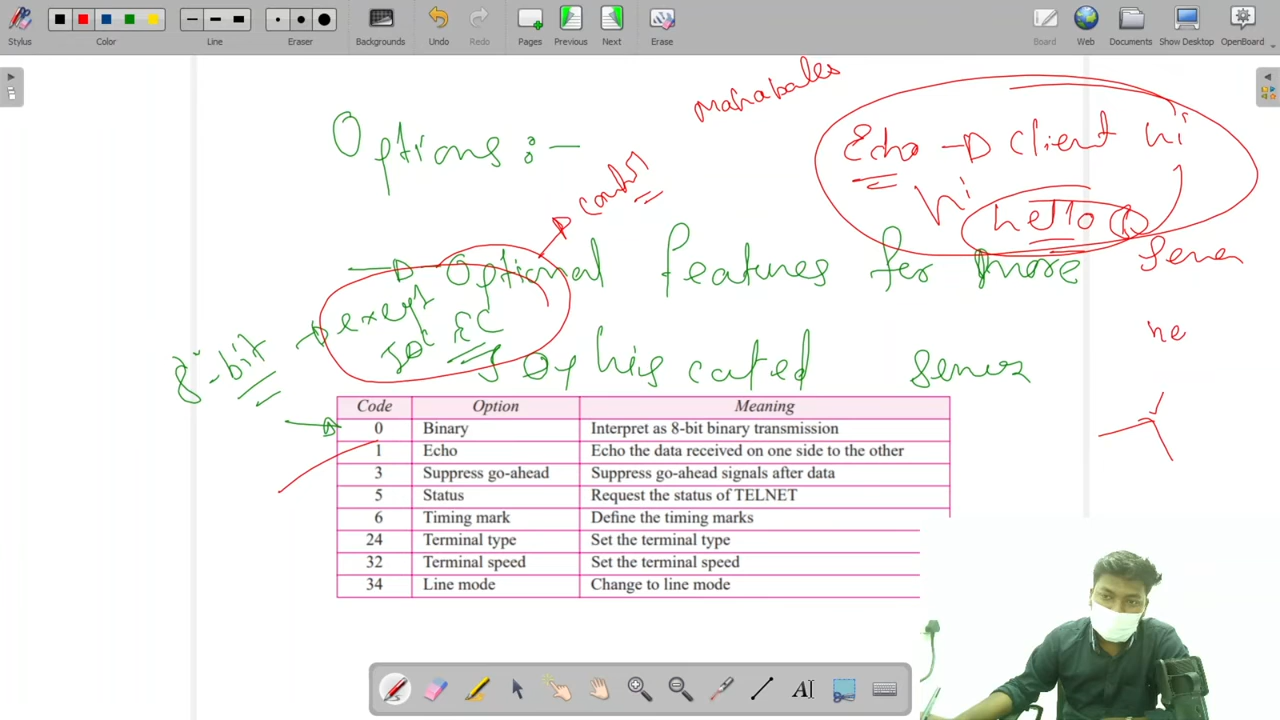 Stylus Color Line Eraser Backgrounds Undo Redo Pages Previous Next Erase Board Web Documents Show Desktop OpenBoard
Options :-
Echo → client hi
hi
hello
→ Optional features for more
except
IAC EC
8-bit
Code Option Meaning
0 Binary Interpret as 8-bit binary transmission
1 Echo Echo the data received on one side to the other
3 Suppress go-ahead Suppress go-ahead signals after data
5 Status Request the status of TELNET
6 Timing mark Define the timing marks
24 Terminal type Set the terminal type
32 Terminal speed Set the terminal speed
34 Line mode Change to line mode
he